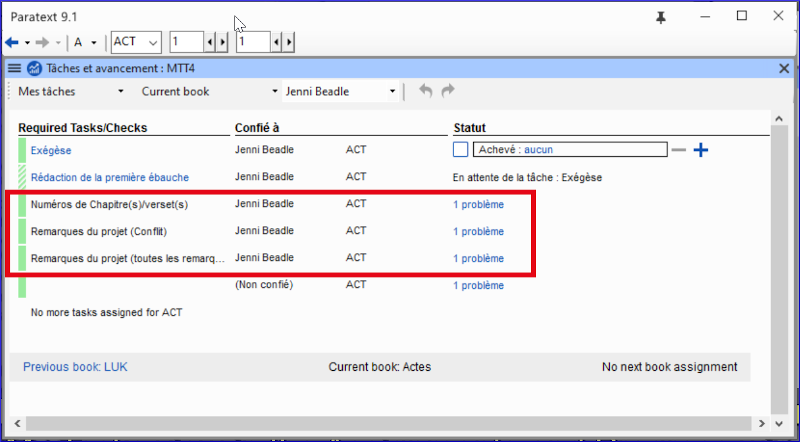 Paratext 9.1
A ACT 1 1
Tâches et avancement : MTT4
Mes tâches Current book Jenni Beadle
Required Tasks/Checks Confié à Statut
Exégèse Jenni Beadle ACT Achevé : aucun
Rédaction de la première ébauche Jenni Beadle ACT En attente de la tâche : Exégèse
Numéros de Chapitre(s)/verset(s) Jenni Beadle ACT 1 problème
Remarques du projet (Conflit) Jenni Beadle ACT 1 problème
Remarques du projet (toutes les remarq... Jenni Beadle ACT 1 problème
(Non confié) ACT 1 problème
No more tasks assigned for ACT
Previous book: LUK Current book: Actes No next book assignment